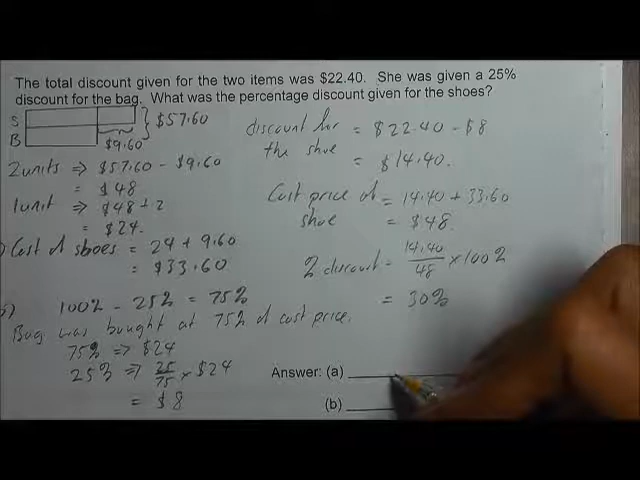 The total discount given for the two items was $22.40. She was given a 25%
discount for the bag. What was the percentage discount given for the shoes?
S
B
$57.60
$9.60
2 units ⇒ $57.60 - $9.60
= $48
1 unit ⇒ $48 ÷ 2
= $24.
) Cost of shoes = 24 + 9.60
= $33.60
b) 100% - 25% = 75%
Bag was bought at 75% of cost price.
75% ⇒ $24
25% ⇒ 25/75 × $24
= $8
discount for the shoe = $22.40 - $8
= $14.40.
Cost price of shoe = 14.40 + 33.60
= $48.
% discount = 14.40/48 × 100%
= 30%
Answer: (a)
(b)